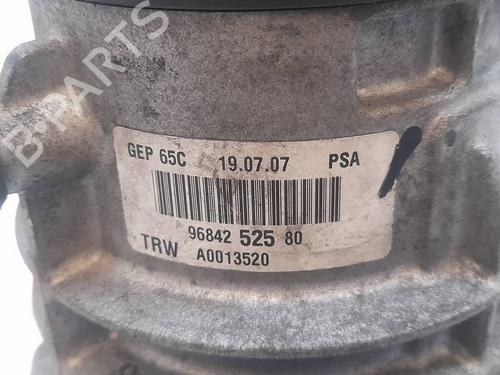 B-PARTS
GEP 65C 19.07.07 PSA
96842 525 80
TRW A0013520